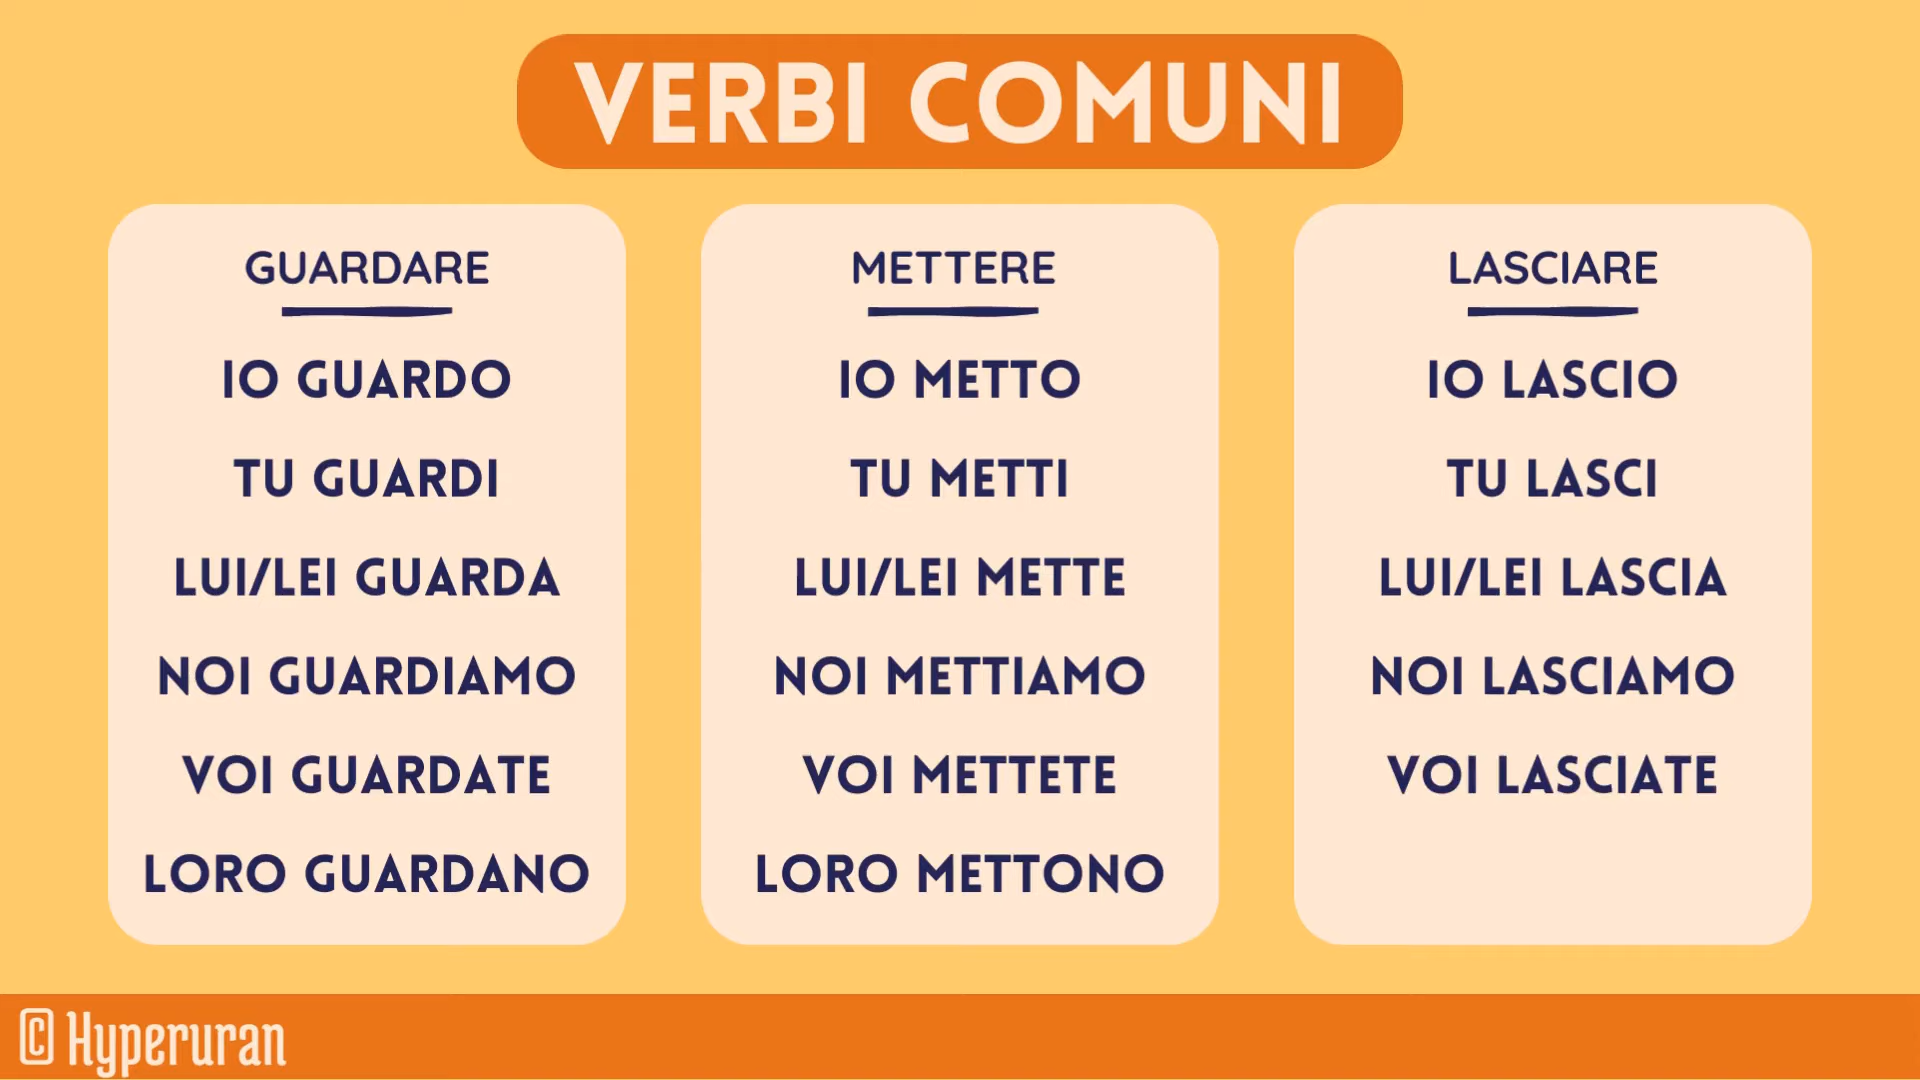 VERBI COMUNI
GUARDARE
IO GUARDO
TU GUARDI
LUI/LEI GUARDA
NOI GUARDIAMO
VOI GUARDATE
LORO GUARDANO
METTERE
IO METTO
TU METTI
LUI/LEI METTE
NOI METTIAMO
VOI METTETE
LORO METTONO
LASCIARE
IO LASCIO
TU LASCI
LUI/LEI LASCIA
NOI LASCIAMO
VOI LASCIATE
© Hyperuran